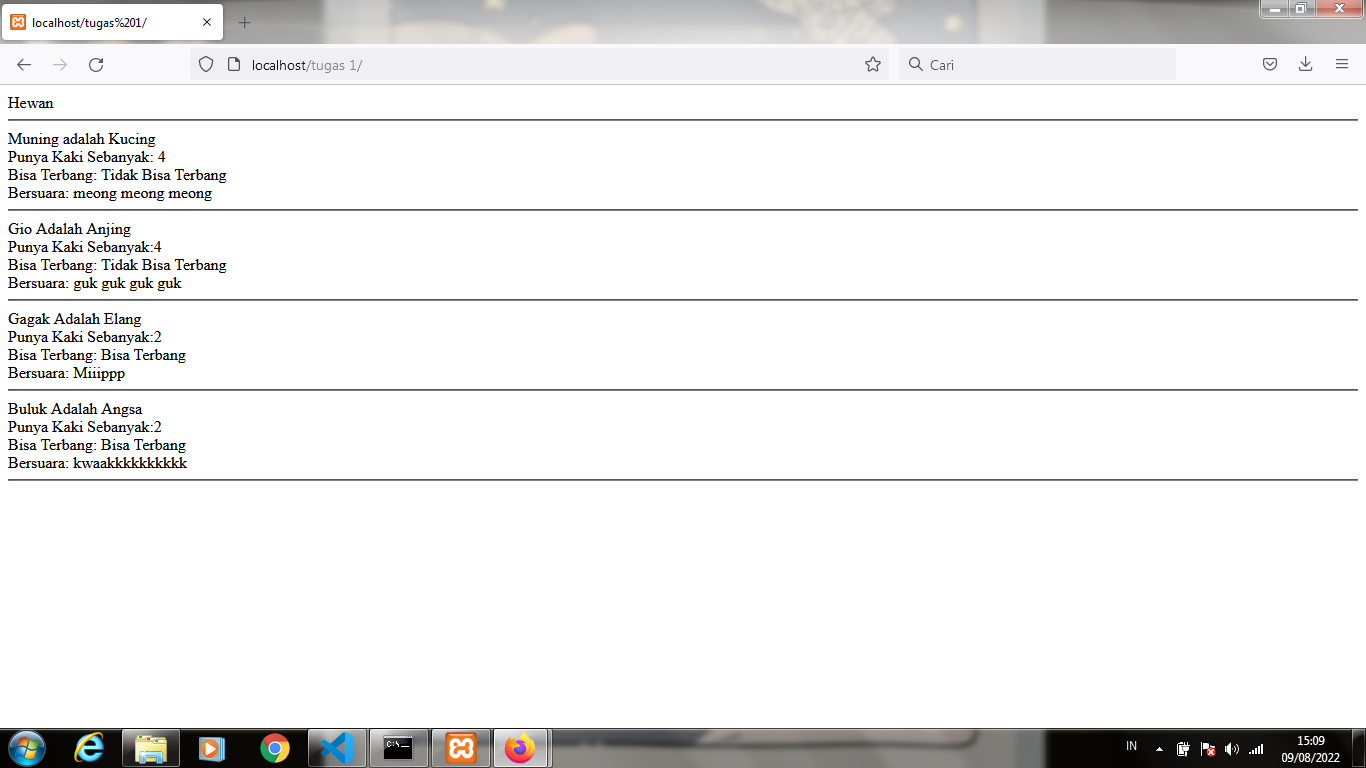 localhost/tugas%201/
localhost/tugas 1/
Cari
Hewan
Muning adalah Kucing
Punya Kaki Sebanyak: 4
Bisa Terbang: Tidak Bisa Terbang
Bersuara: meong meong meong
Gio Adalah Anjing
Punya Kaki Sebanyak:4
Bisa Terbang: Tidak Bisa Terbang
Bersuara: guk guk guk guk
Gagak Adalah Elang
Punya Kaki Sebanyak:2
Bisa Terbang: Bisa Terbang
Bersuara: Miiippp
Buluk Adalah Angsa
Punya Kaki Sebanyak:2
Bisa Terbang: Bisa Terbang
Bersuara: kwaakkkkkkkkkk
C:\_
IN
15:09
09/08/2022